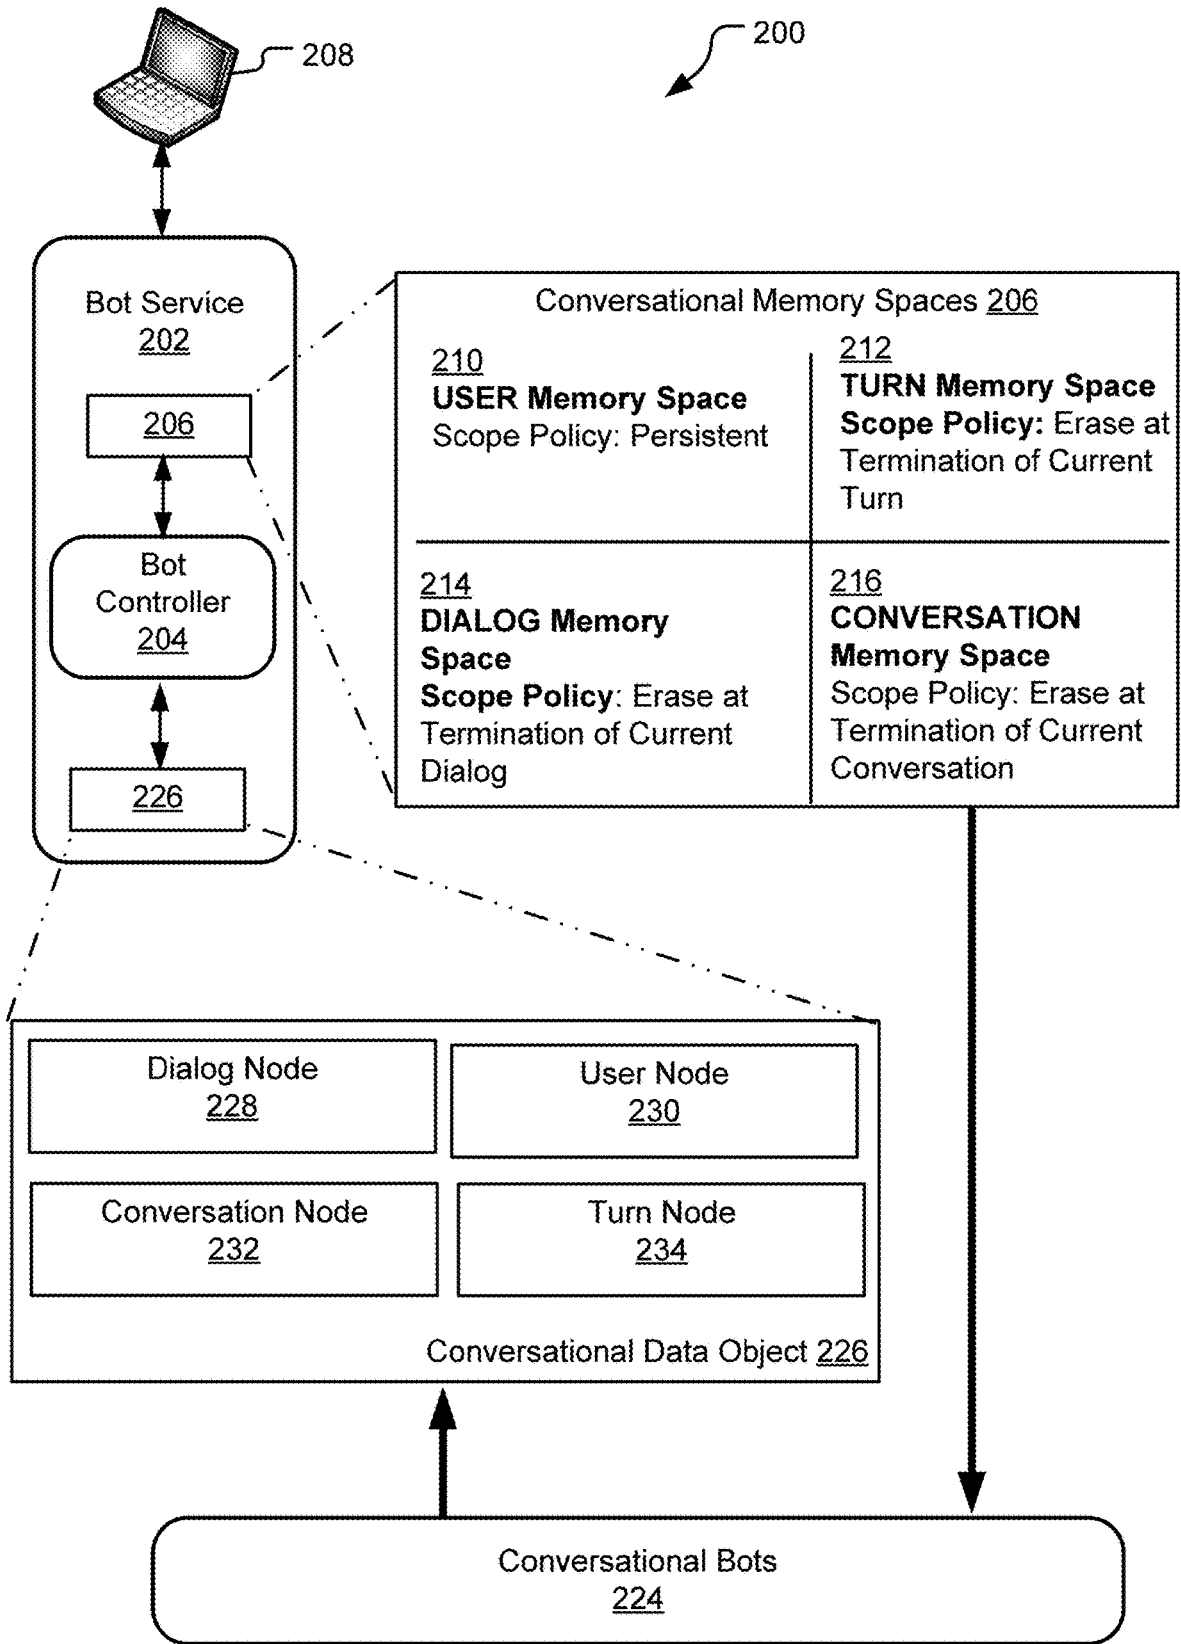 200
208
Bot Service
202
206
Bot
Controller
204
226
Conversational Memory Spaces 206
210
USER Memory Space
Scope Policy: Persistent
212
TURN Memory Space
Scope Policy: Erase at
Termination of Current
Turn
214
DIALOG Memory
Space
Scope Policy: Erase at
Termination of Current
Dialog
216
CONVERSATION
Memory Space
Scope Policy: Erase at
Termination of Current
Conversation
Dialog Node
228
User Node
230
Conversation Node
232
Turn Node
234
Conversational Data Object 226
Conversational Bots
224